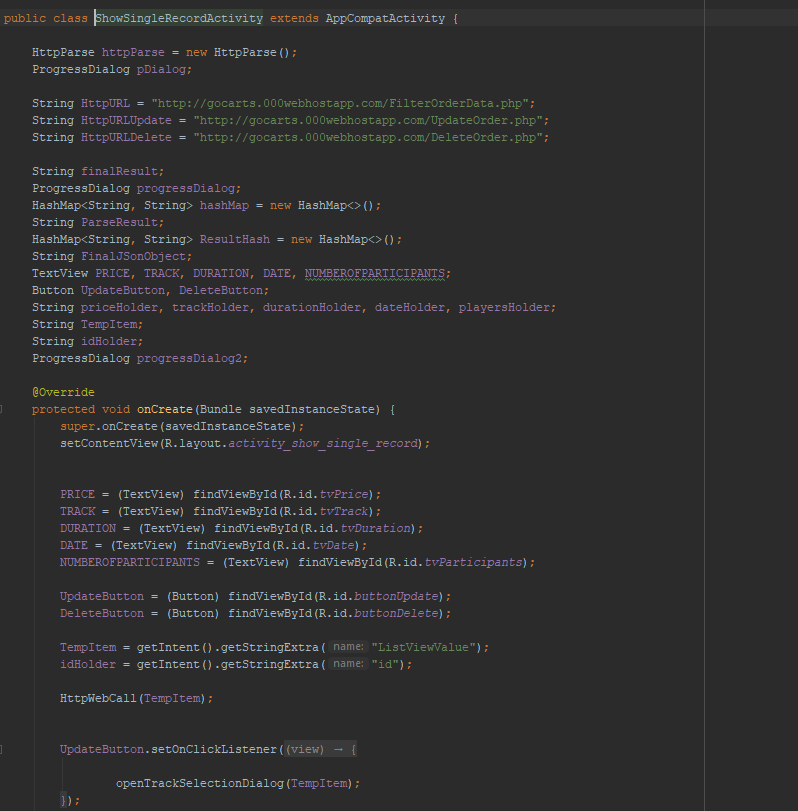 public class ShowSingleRecordActivity extends AppCompatActivity {
HttpParse httpParse = new HttpParse();
ProgressDialog pDialog;
String HttpURL = "http://gocarts.000webhostapp.com/FilterOrderData.php";
String HttpURLUpdate = "http://gocarts.000webhostapp.com/UpdateOrder.php";
String HttpURLDelete = "http://gocarts.000webhostapp.com/DeleteOrder.php";
String finalResult;
ProgressDialog progressDialog;
HashMap<String, String> hashMap = new HashMap<>();
String ParseResult;
HashMap<String, String> ResultHash = new HashMap<>();
String FinalJSonObject;
TextView PRICE, TRACK, DURATION, DATE, NUMBEROFPARTICIPANTS;
Button UpdateButton, DeleteButton;
String priceHolder, trackHolder, durationHolder, dateHolder, playersHolder;
String TempItem;
String idHolder;
ProgressDialog progressDialog2;
@Override
protected void onCreate(Bundle savedInstanceState) {
super.onCreate(savedInstanceState);
setContentView(R.layout.activity_show_single_record);
PRICE = (TextView) findViewById(R.id.tvPrice);
TRACK = (TextView) findViewById(R.id.tvTrack);
DURATION = (TextView) findViewById(R.id.tvDuration);
DATE = (TextView) findViewById(R.id.tvDate);
NUMBEROFPARTICIPANTS = (TextView) findViewById(R.id.tvParticipants);
UpdateButton = (Button) findViewById(R.id.buttonUpdate);
DeleteButton = (Button) findViewById(R.id.buttonDelete);
TempItem = getIntent().getStringExtra( name: "ListViewValue");
idHolder = getIntent().getStringExtra( name: "id");
HttpWebCall(TempItem);
UpdateButton.setOnClickListener((view) → {
openTrackSelectionDialog(TempItem);
});